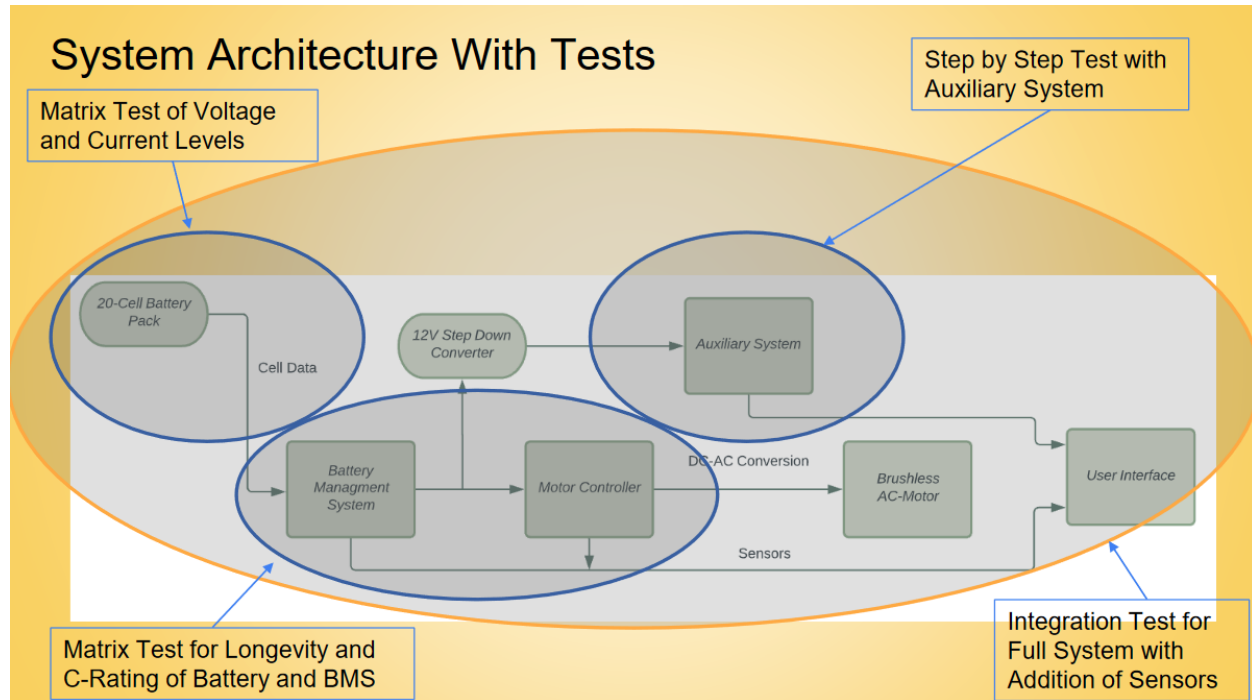 System Architecture With Tests
Step by Step Test with
Auxiliary System
Matrix Test of Voltage
and Current Levels
20-Cell Battery
Pack
12V Step Down
Converter
Auxiliary System
Cell Data
Battery
Managment
System
Motor Controller
DC-AC Conversion
Brushless
AC-Motor
User Interface
Sensors
Matrix Test for Longevity and
C-Rating of Battery and BMS
Integration Test for
Full System with
Addition of Sensors